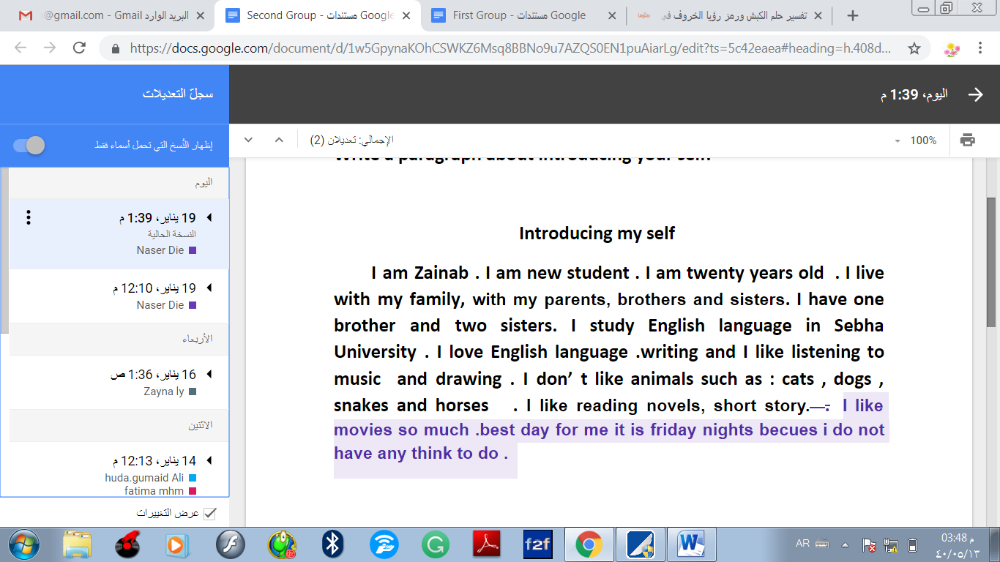 البريد الوارد - @gmail.com - Gmail
Second Group - مستندات Google
First Group - مستندات Google
تفسير حلم الكبش ورمز رؤيا الخروف في
https://docs.google.com/document/d/1w5GpynaKOhCSWKZ6Msq8BBNo9u7AZQS0EN1puAiarLg/edit?ts=5c42eaea#heading=h.408d...
سجلّ التعديلات
اليوم، 1:39 م
إظهار النُسخ التي تحمل أسماء فقط
الإجمالي: تعديلان (2)
100%
اليوم
19 يناير، 1:39 م
النسخة الحالية
Naser Die
19 يناير، 12:10 م
Naser Die
الأربعاء
16 يناير، 1:36 ص
Zayna ly
الاثنين
14 يناير، 12:13 م
huda.gumaid Ali
fatima mhm
عرض التغييرات
Write a paragraph about introducing your self
Introducing my self
I am Zainab . I am new student . I am twenty years old . I live
with my family, with my parents, brothers and sisters. I have one
brother and two sisters. I study English language in Sebha
University . I love English language .writing and I like listening to
music and drawing . I don’ t like animals such as : cats , dogs ,
snakes and horses . I like reading novels, short story.—. I like
movies so much .best day for me it is friday nights becues i do not
have any think to do .
f2f
AR
03:48 م
٤٠/٠٥/١٣